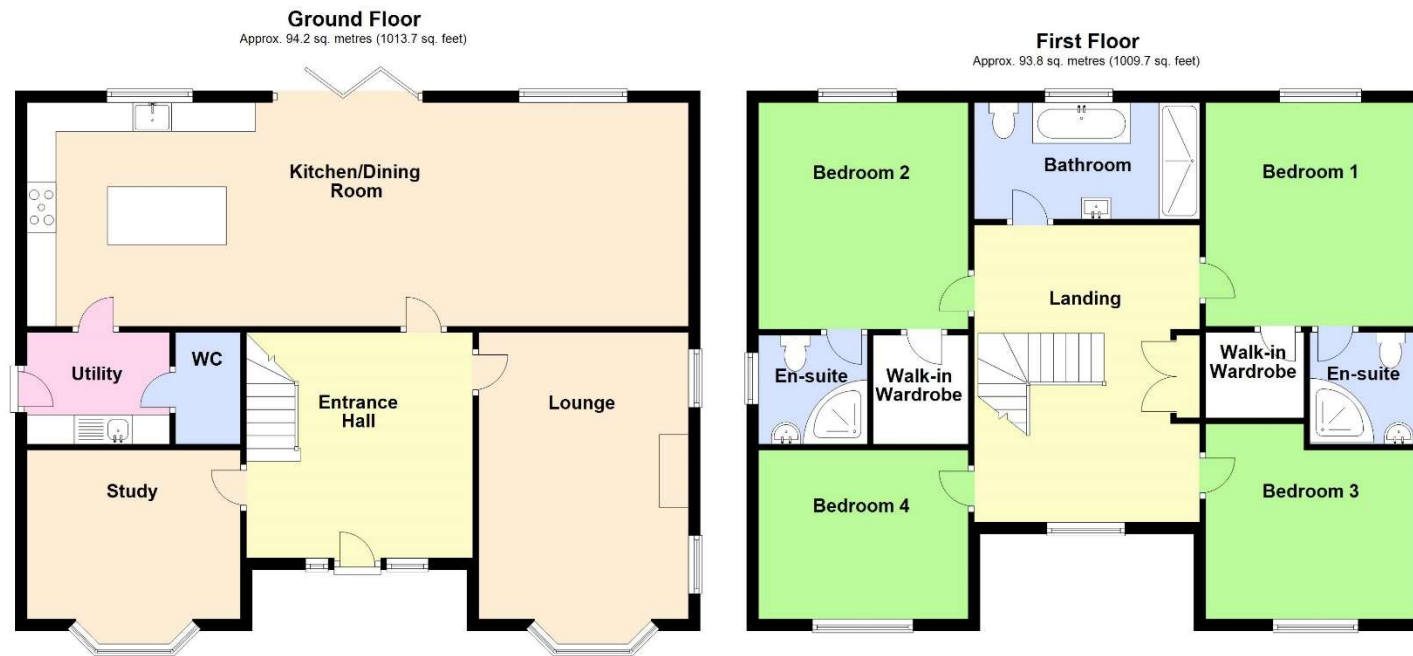 Ground Floor
Approx. 94.2 sq. metres (1013.7 sq. feet)
Kitchen/Dining
Room
Utility
WC
Entrance
Hall
Lounge
Study
First Floor
Approx. 93.8 sq. metres (1009.7 sq. feet)
Bedroom 2
Bathroom
Bedroom 1
Landing
En-suite
Walk-in
Wardrobe
Walk-in
Wardrobe
En-suite
Bedroom 4
Bedroom 3